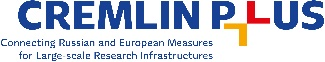 CREMLIN PLUS
Connecting Russian and European Measures
for Large-scale Research Infrastructures